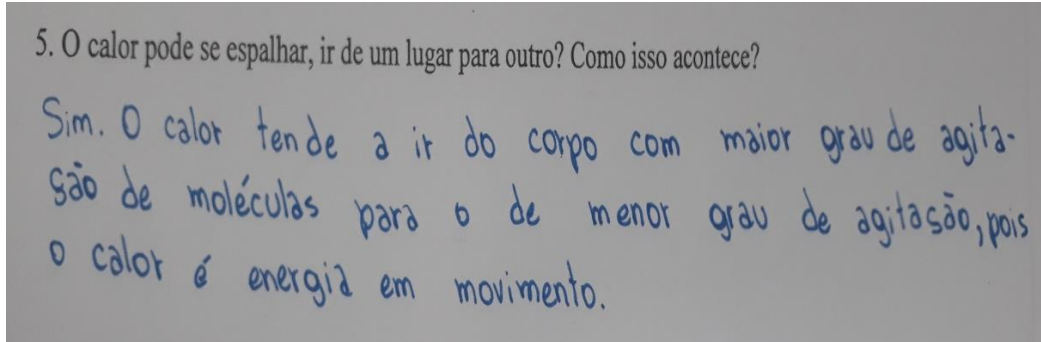 5. O calor pode se espalhar, ir de um lugar para outro? Como isso acontece?
Sim. O calor tende a ir do corpo com maior grau de agita-
são de moléculas para o de menor grau de agitasão, pois
o calor é energia em movimento.